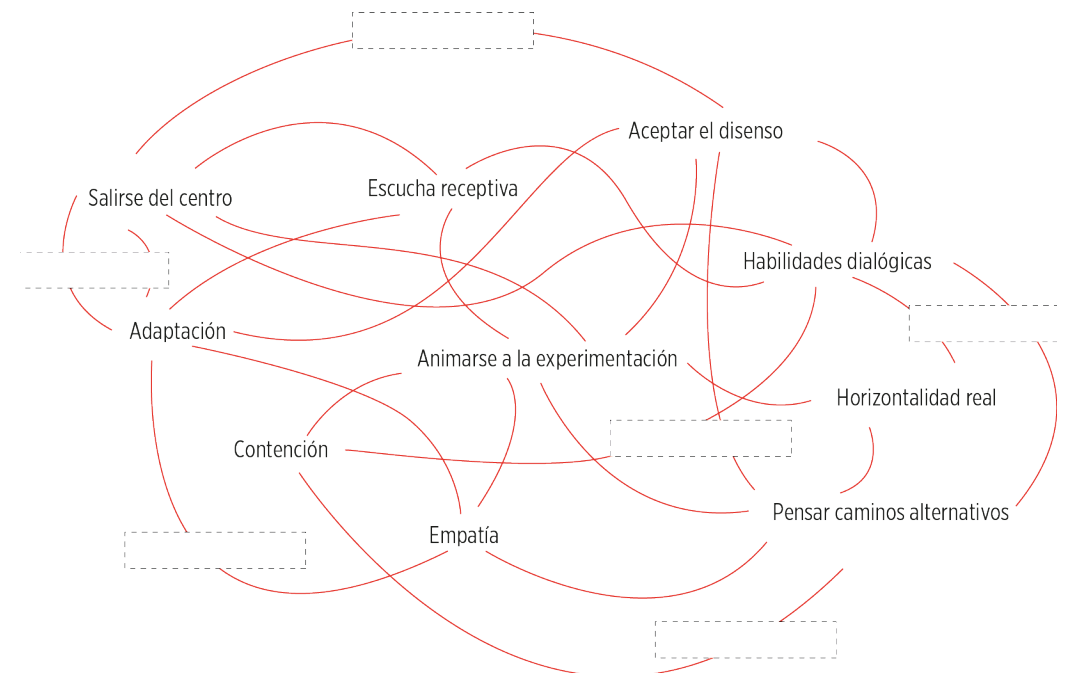 Aceptar el disenso
Salirse del centro
Escucha receptiva
Habilidades dialógicas
Adaptación
Animarse a la experimentación
Horizontalidad real
Contención
Pensar caminos alternativos
Empatía